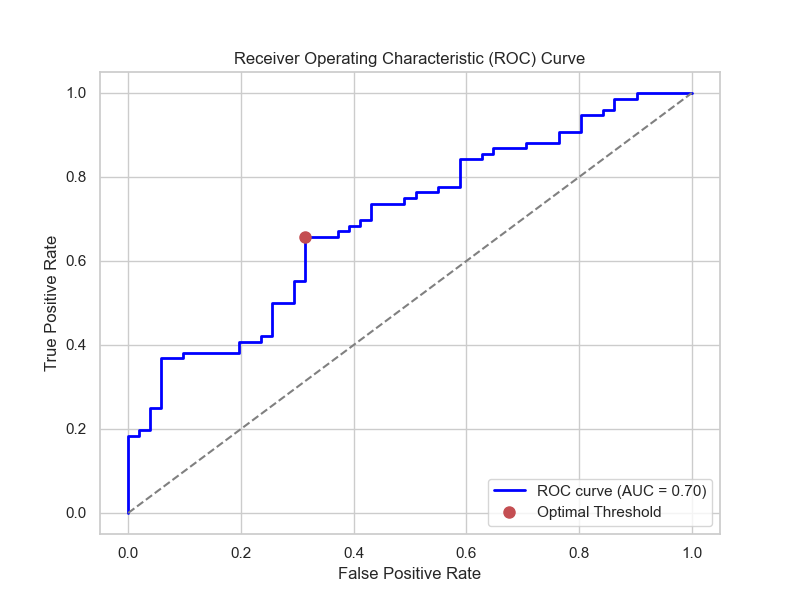 Receiver Operating Characteristic (ROC) Curve
True Positive Rate
1.0
0.8
0.6
0.4
0.2
0.0
ROC curve (AUC = 0.70)
Optimal Threshold
0.0 0.2 0.4 0.6 0.8 1.0
False Positive Rate